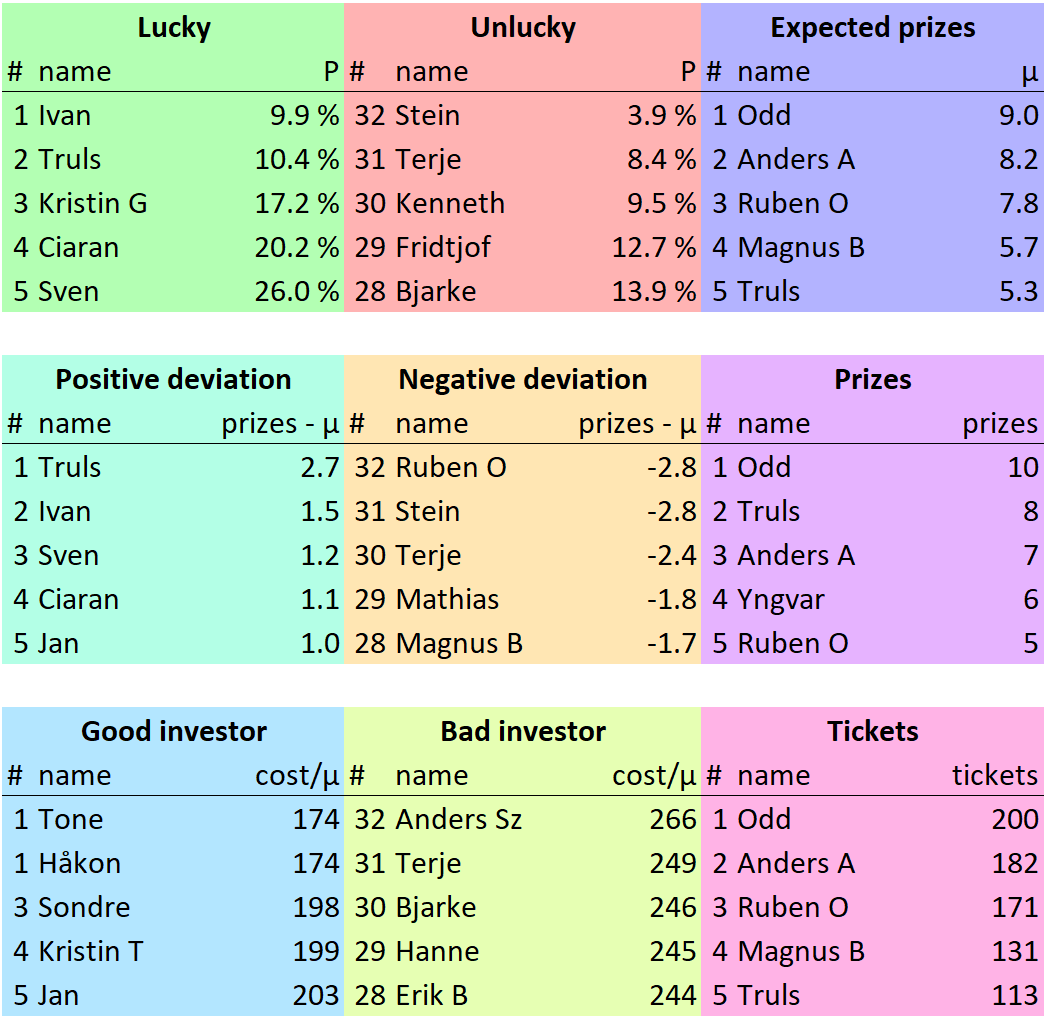 Lucky Unlucky Expected prizes
# name P # name P # name μ
1 Ivan 9.9 % 32 Stein 3.9 % 1 Odd 9.0
2 Truls 10.4 % 31 Terje 8.4 % 2 Anders A 8.2
3 Kristin G 17.2 % 30 Kenneth 9.5 % 3 Ruben O 7.8
4 Ciaran 20.2 % 29 Fridtjof 12.7 % 4 Magnus B 5.7
5 Sven 26.0 % 28 Bjarke 13.9 % 5 Truls 5.3
Positive deviation Negative deviation Prizes
# name prizes - μ # name prizes - μ # name prizes
1 Truls 2.7 32 Ruben O -2.8 1 Odd 10
2 Ivan 1.5 31 Stein -2.8 2 Truls 8
3 Sven 1.2 30 Terje -2.4 3 Anders A 7
4 Ciaran 1.1 29 Mathias -1.8 4 Yngvar 6
5 Jan 1.0 28 Magnus B -1.7 5 Ruben O 5
Good investor Bad investor Tickets
# name cost/μ # name cost/μ # name tickets
1 Tone 174 32 Anders Sz 266 1 Odd 200
1 Håkon 174 31 Terje 249 2 Anders A 182
3 Sondre 198 30 Bjarke 246 3 Ruben O 171
4 Kristin T 199 29 Hanne 245 4 Magnus B 131
5 Jan 203 28 Erik B 244 5 Truls 113